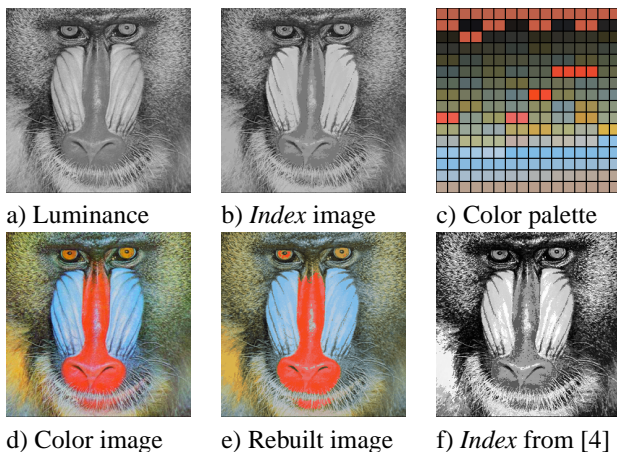 a) Luminance
b) Index image
c) Color palette
d) Color image
e) Rebuilt image
f) Index from [4]